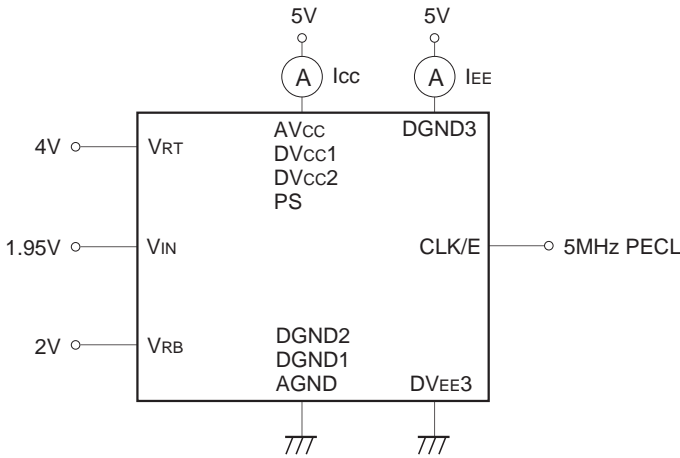 5V 5V
A Icc A IEE
AVcc DGND3
4V VRT DVcc1
DVcc2
PS
1.95V VIN CLK/E 5MHz PECL
DGND2
2V VRB DGND1
AGND DVEE3